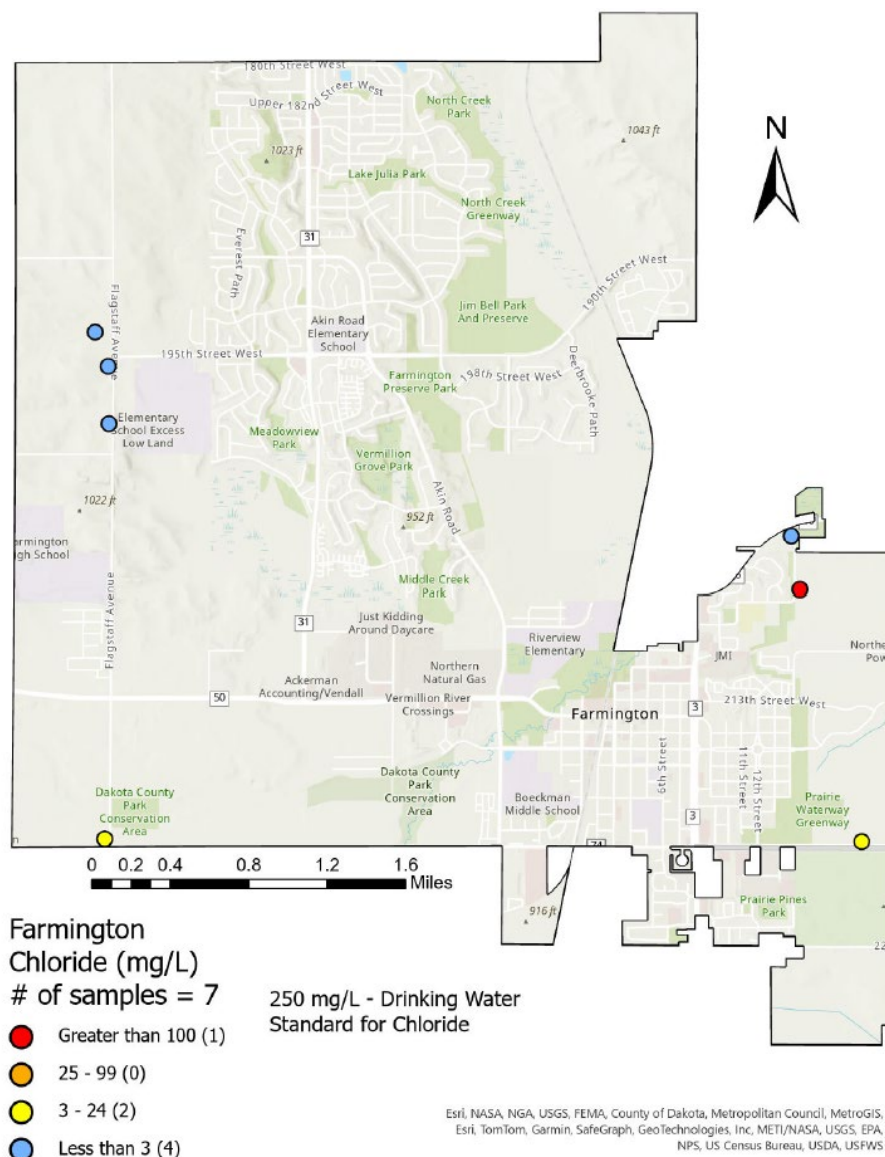 180th Street West
Upper 182nd Street West
North Creek
Park
1043 ft
1023 ft
N
Lake Julia Park
North Creek
Greenway
31
Everest Path
190th Street West
Jim Bell Park
And Preserve
Flagstaff Avenue
Akin Road
Elementary
School
195th Street West
198th Street West
Deerbrooke Path
Farmington
Preserve Park
Elementary
School Excess
Low Land
Meadowview
Park
Vermillion
Grove Park
Akin Road
1022 ft
952 ft
armington
igh School
Middle Creek
Park
Flagstaff Avenue
31
Just Kidding
Around Daycare
Riverview
Elementary
JMI
Northe
Pow
Ackerman
Accounting/Vendall
Northern
Natural Gas
50
Vermillion River
Crossings
Farmington
3
213th Street West
6th Street
11th Street
12th Street
Dakota County
Park
Conservation
Area
Dakota County
Park
Conservation
Area
Boeckman
Middle School
3
Prairie
Waterway
Greenway
n
74
0 0.2 0.4 0.8 1.2 1.6
Miles
916 ft
Prairie Pines
Park
22
Farmington
Chloride (mg/L)
# of samples = 7
250 mg/L - Drinking Water
Standard for Chloride
Greater than 100 (1)
25 - 99 (0)
3 - 24 (2)
Less than 3 (4)
Esri, NASA, NGA, USGS, FEMA, County of Dakota, Metropolitan Council, MetroGIS,
Esri, TomTom, Garmin, SafeGraph, GeoTechnologies, Inc, METI/NASA, USGS, EPA,
NPS, US Census Bureau, USDA, USFWS